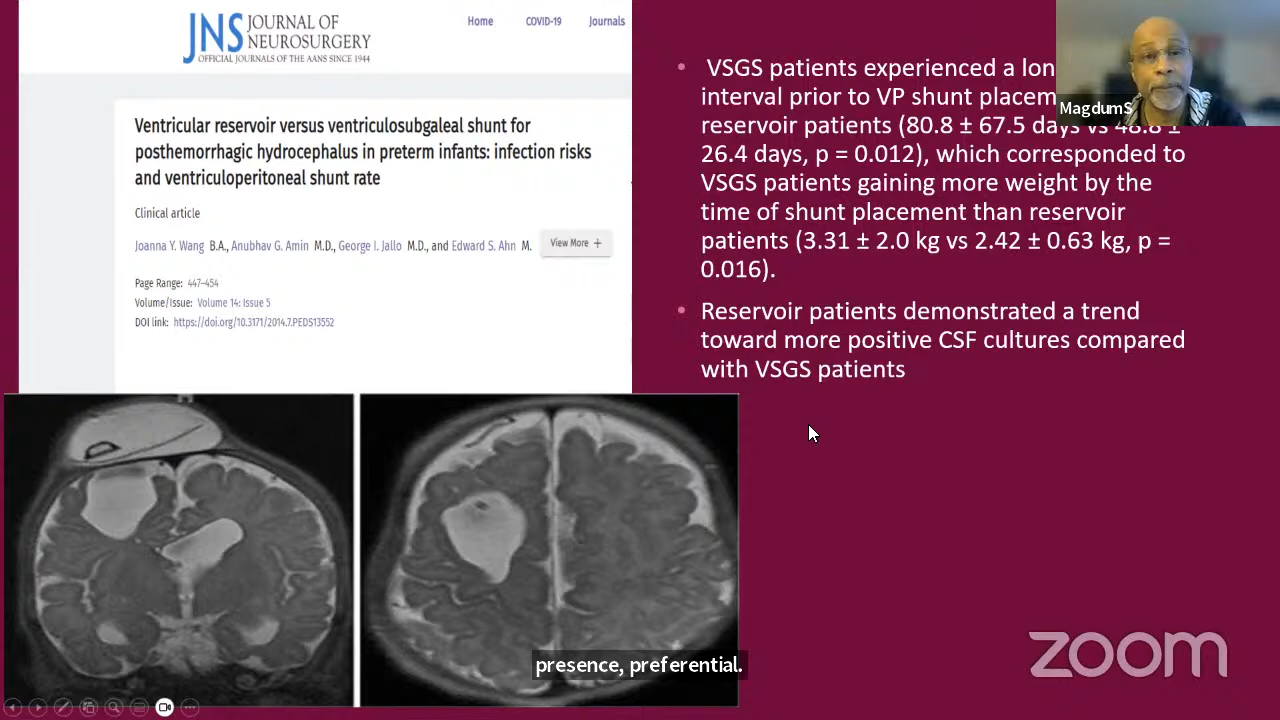 JNS JOURNAL OF
NEUROSURGERY
OFFICIAL JOURNALS OF THE AANS SINCE 1944
Home COVID-19 Journals
Ventricular reservoir versus ventriculosubgaleal shunt for
posthemorrhagic hydrocephalus in preterm infants: infection risks
and ventriculoperitoneal shunt rate
Clinical article
Joanna Y. Wang B.A., Anubhav G. Amin M.D., George I. Jallo M.D., and Edward S. Ahn M.
View More +
Page Range: 447–454
Volume/Issue: Volume 14: Issue 5
DOI link: https://doi.org/10.3171/2014.7.PEDS13552
• VSGS patients experienced a lon
interval prior to VP shunt placem
reservoir patients (80.8 ± 67.5 days vs 48.8 ±
26.4 days, p = 0.012), which corresponded to
VSGS patients gaining more weight by the
time of shunt placement than reservoir
patients (3.31 ± 2.0 kg vs 2.42 ± 0.63 kg, p =
0.016).
• Reservoir patients demonstrated a trend
toward more positive CSF cultures compared
with VSGS patients
MagdumS
presence, preferential.
zoom